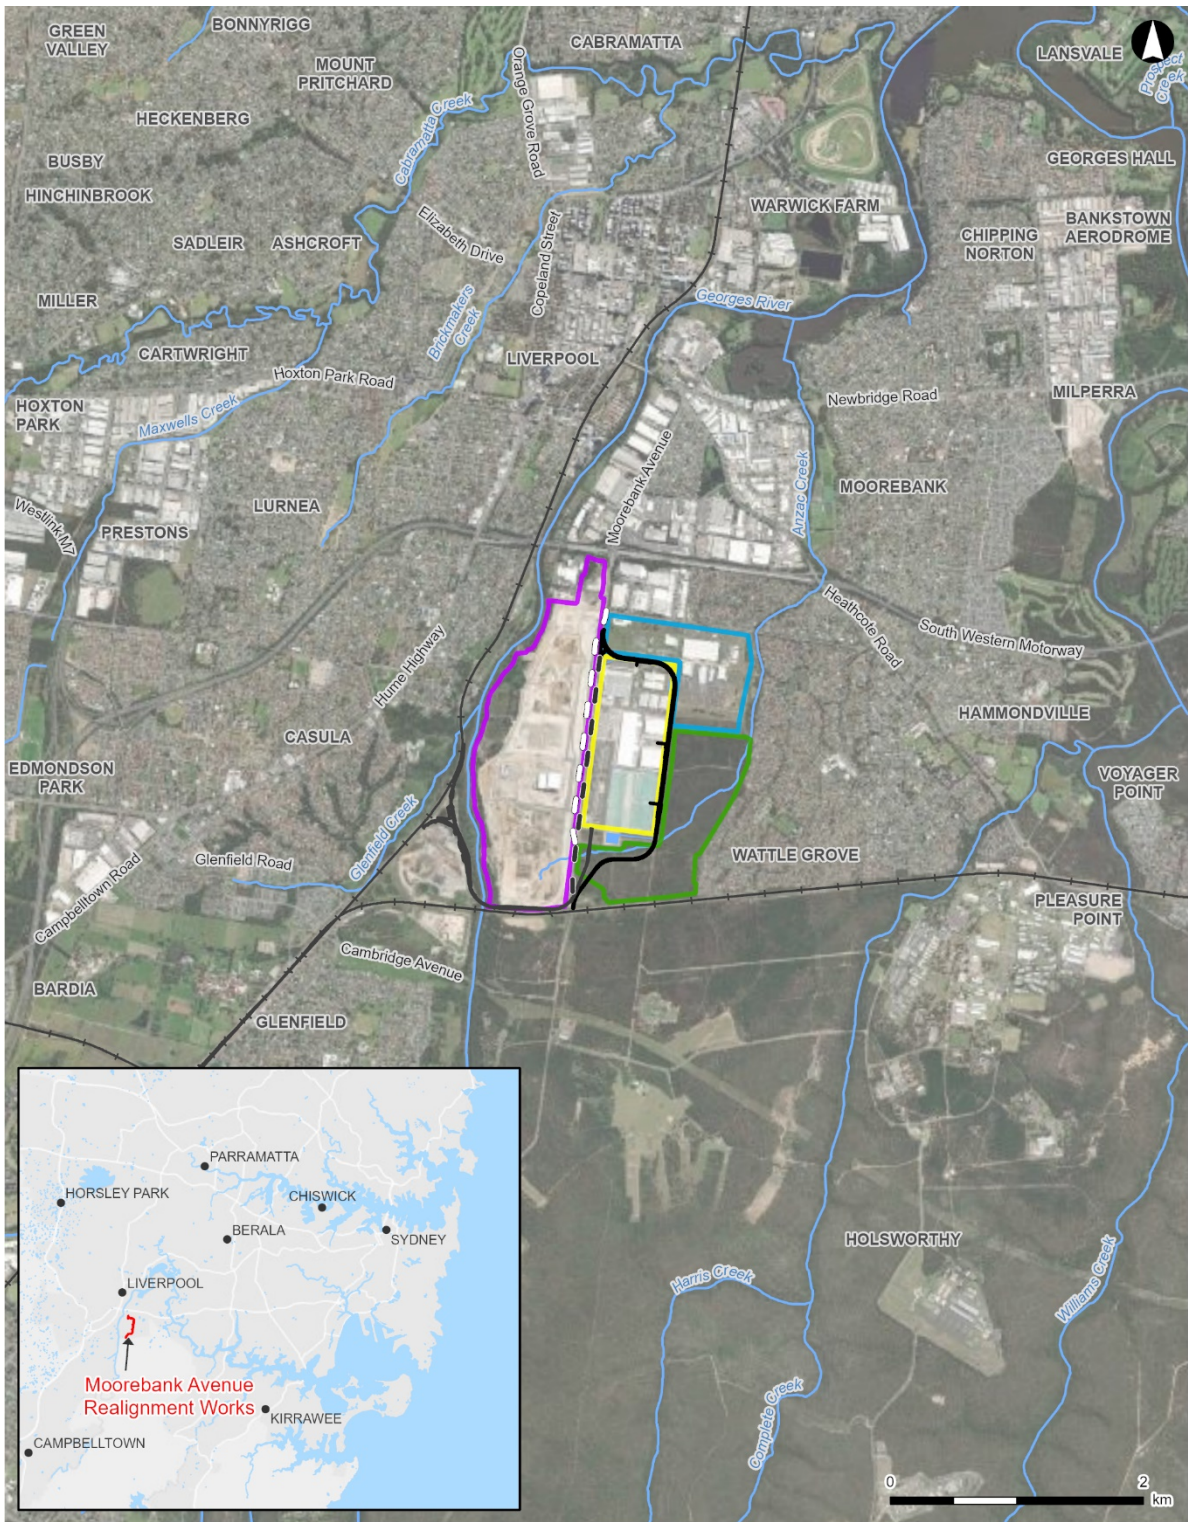 BONNYRIGG
GREEN
VALLEY
CABRAMATTA
LANSVALE
MOUNT
PRITCHARD
Orange Grove Road
Prospect
Creek
Cabramatta Creek
HECKENBERG
BUSBY
GEORGES HALL
HINCHINBROOK
WARWICK FARM
BANKSTOWN
AERODROME
Elizabeth Drive
SADLEIR
ASHCROFT
Copeland Street
CHIPPING
NORTON
MILLER
Georges River
Brickmakers
Creek
CARTWRIGHT
LIVERPOOL
Hoxton Park Road
Newbridge Road
MILPERRA
HOXTON
PARK
Maxwells Creek
Moorebank Avenue
Anzac Creek
MOOREBANK
LURNEA
Westlink M7
PRESTONS
Heathcote Road
South Western Motorway
Hume Highway
HAMMONDVILLE
CASULA
EDMONDSON
PARK
VOYAGER
POINT
Glenfield Creek
WATTLE GROVE
Glenfield Road
Campbelltown Road
PLEASURE
POINT
Cambridge Avenue
BARDIA
GLENFIELD
PARRAMATTA
HORSLEY PARK
CHISWICK
BERALA
SYDNEY
LIVERPOOL
Moorebank Avenue
Realignment Works
KIRRAWEE
CAMPBELLTOWN
HOLSWORTHY
Harris Creek
Williams Creek
Complete Creek
0
2
km